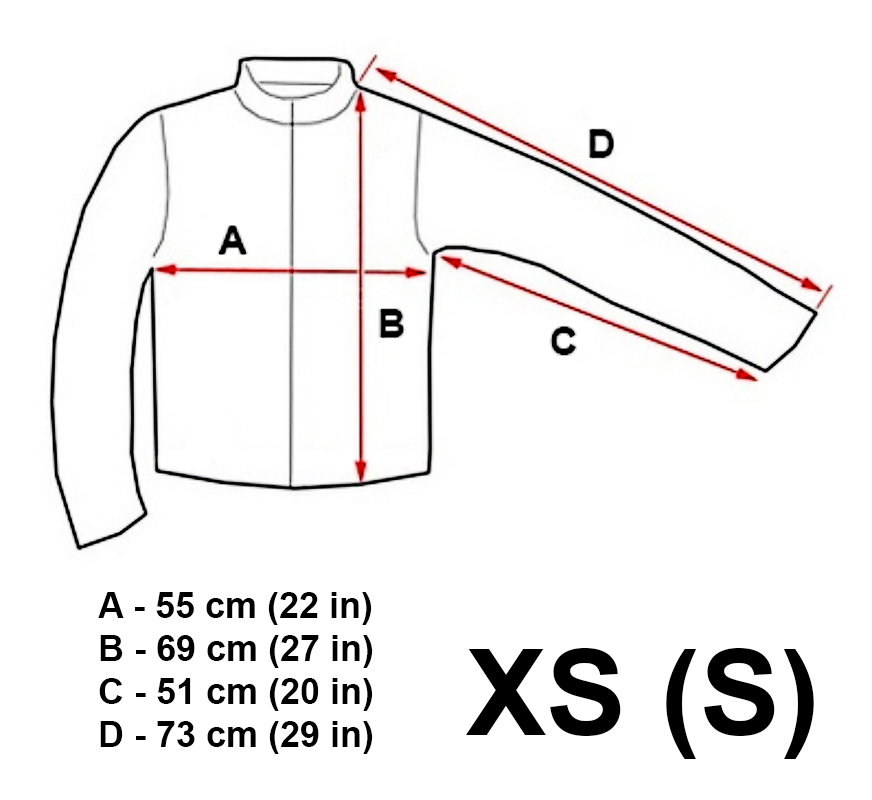 D
A
B
C
A - 55 cm (22 in)
B - 69 cm (27 in)
C - 51 cm (20 in)
D - 73 cm (29 in)
XS (S)